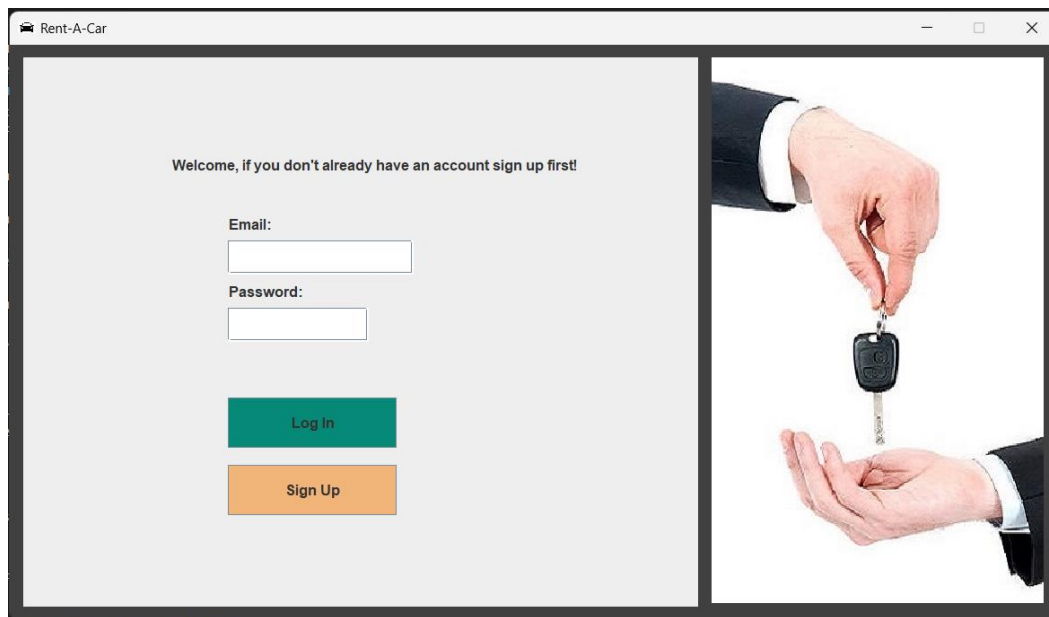 Rent-A-Car
Welcome, if you don't already have an account sign up first!
Email:
Password:
Log In
Sign Up